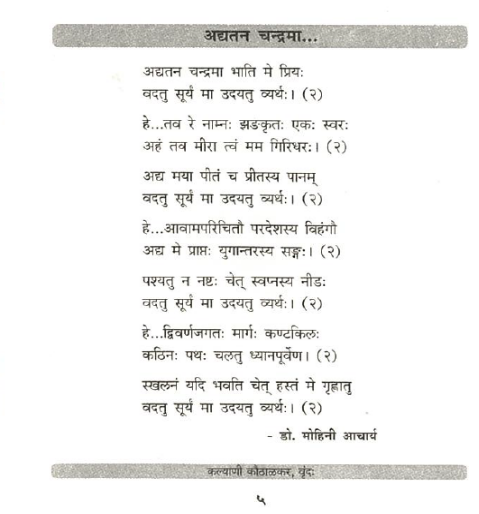 अद्यतन चन्द्रमा...
अद्यतन चन्द्रमा भाति मे प्रियः
वदतु सूर्यं मा उदयतु व्यर्थः। (२)
हे...तव रे नाम्नः झङकृतः एकः स्वरः
अहं तव मीरा त्वं मम गिरिधरः। (२)
अद्य मया पीतं च प्रीतस्य पानम्
वदतु सूर्यं मा उदयतु व्यर्थः। (२)
हे...आवामपरिचितौ परदेशस्य विहंगौ
अद्य मे प्राप्तः युगान्तरस्य सङ्गः। (२)
पश्यतु न नष्टः चेत् स्वप्नस्य नीडः
वदतु सूर्यं मा उदयतु व्यर्थः। (२)
हे...द्विवर्णजगतः मार्गः कण्टकिलः
कठिनः पथः चलतु ध्यानपूर्वेण। (२)
स्खलनं यदि भवति चेत् हस्तं मे गृह्णातु
वदतु सूर्यं मा उदयतु व्यर्थः। (२)
- डो. मोहिनी आचार्य
कल्याणी कौठाळकर, वृंदः
५